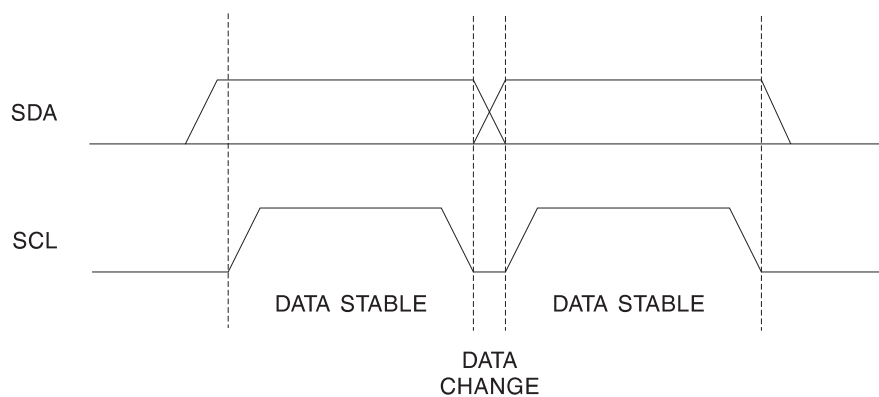 SDA
SCL
DATA STABLE
DATA STABLE
DATA
CHANGE